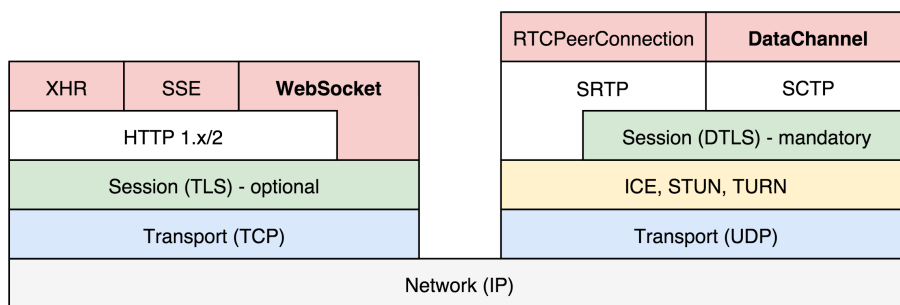 RTCPeerConnection
DataChannel
XHR
SSE
WebSocket
SRTP
SCTP
HTTP 1.x/2
Session (DTLS) - mandatory
Session (TLS) - optional
ICE, STUN, TURN
Transport (TCP)
Transport (UDP)
Network (IP)